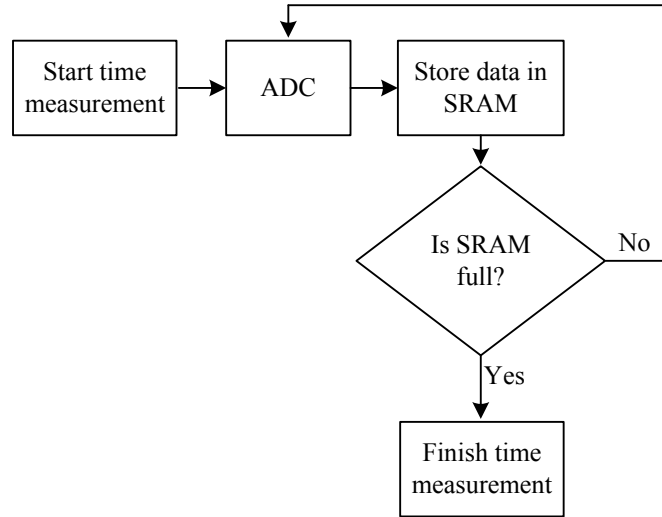 Start time
measurement
ADC
Store data in
SRAM
Is SRAM
full?
No
Yes
Finish time
measurement